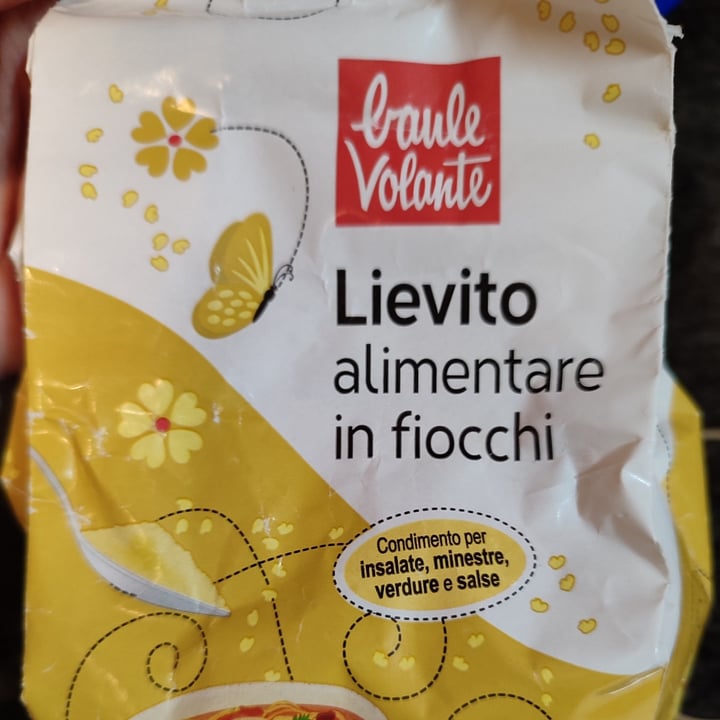 baule
Volante
Lievito
alimentare
in fiocchi
Condimento per
insalate, minestre,
verdure e salse